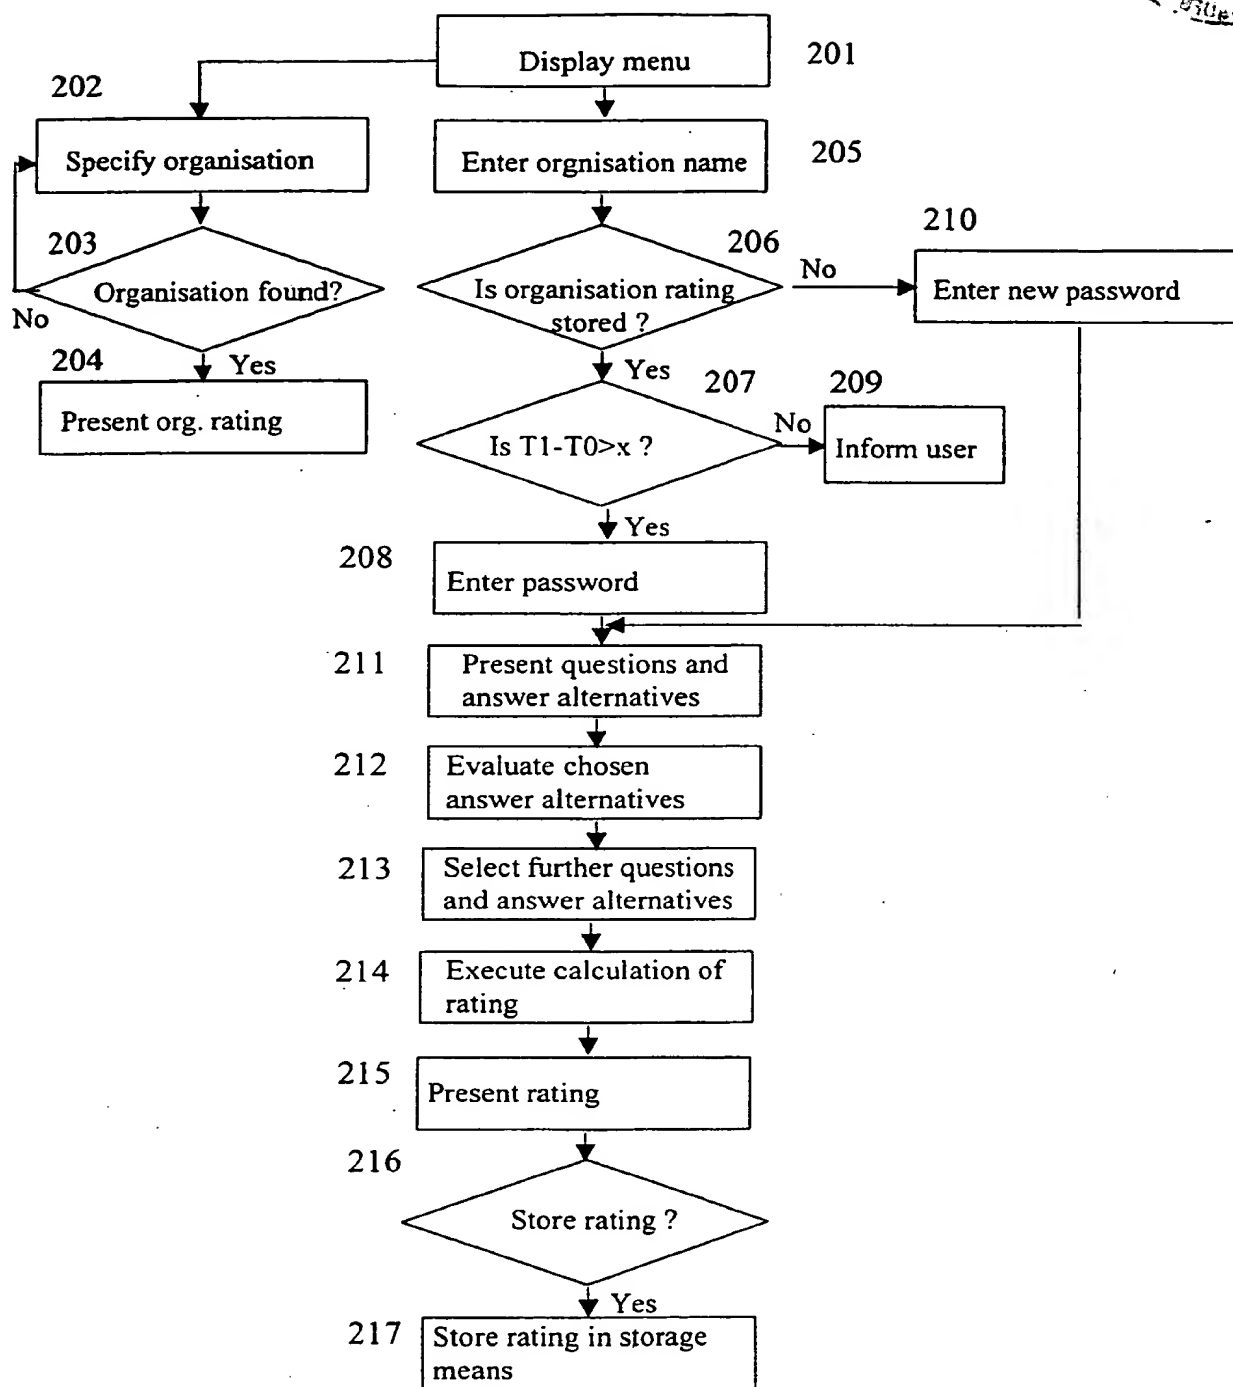 Display menu
201
202
Specify organisation
Enter orgnisation name
205
203
Organisation found?
No
206
Is organisation rating
stored ?
No
210
Enter new password
204
Yes
Present org. rating
Yes
207
Is T1-T0>x ?
No
209
Inform user
Yes
208
Enter password
211
Present questions and
answer alternatives
212
Evaluate chosen
answer alternatives
213
Select further questions
and answer alternatives
214
Execute calculation of
rating
215
Present rating
216
Store rating ?
Yes
217
Store rating in storage
means